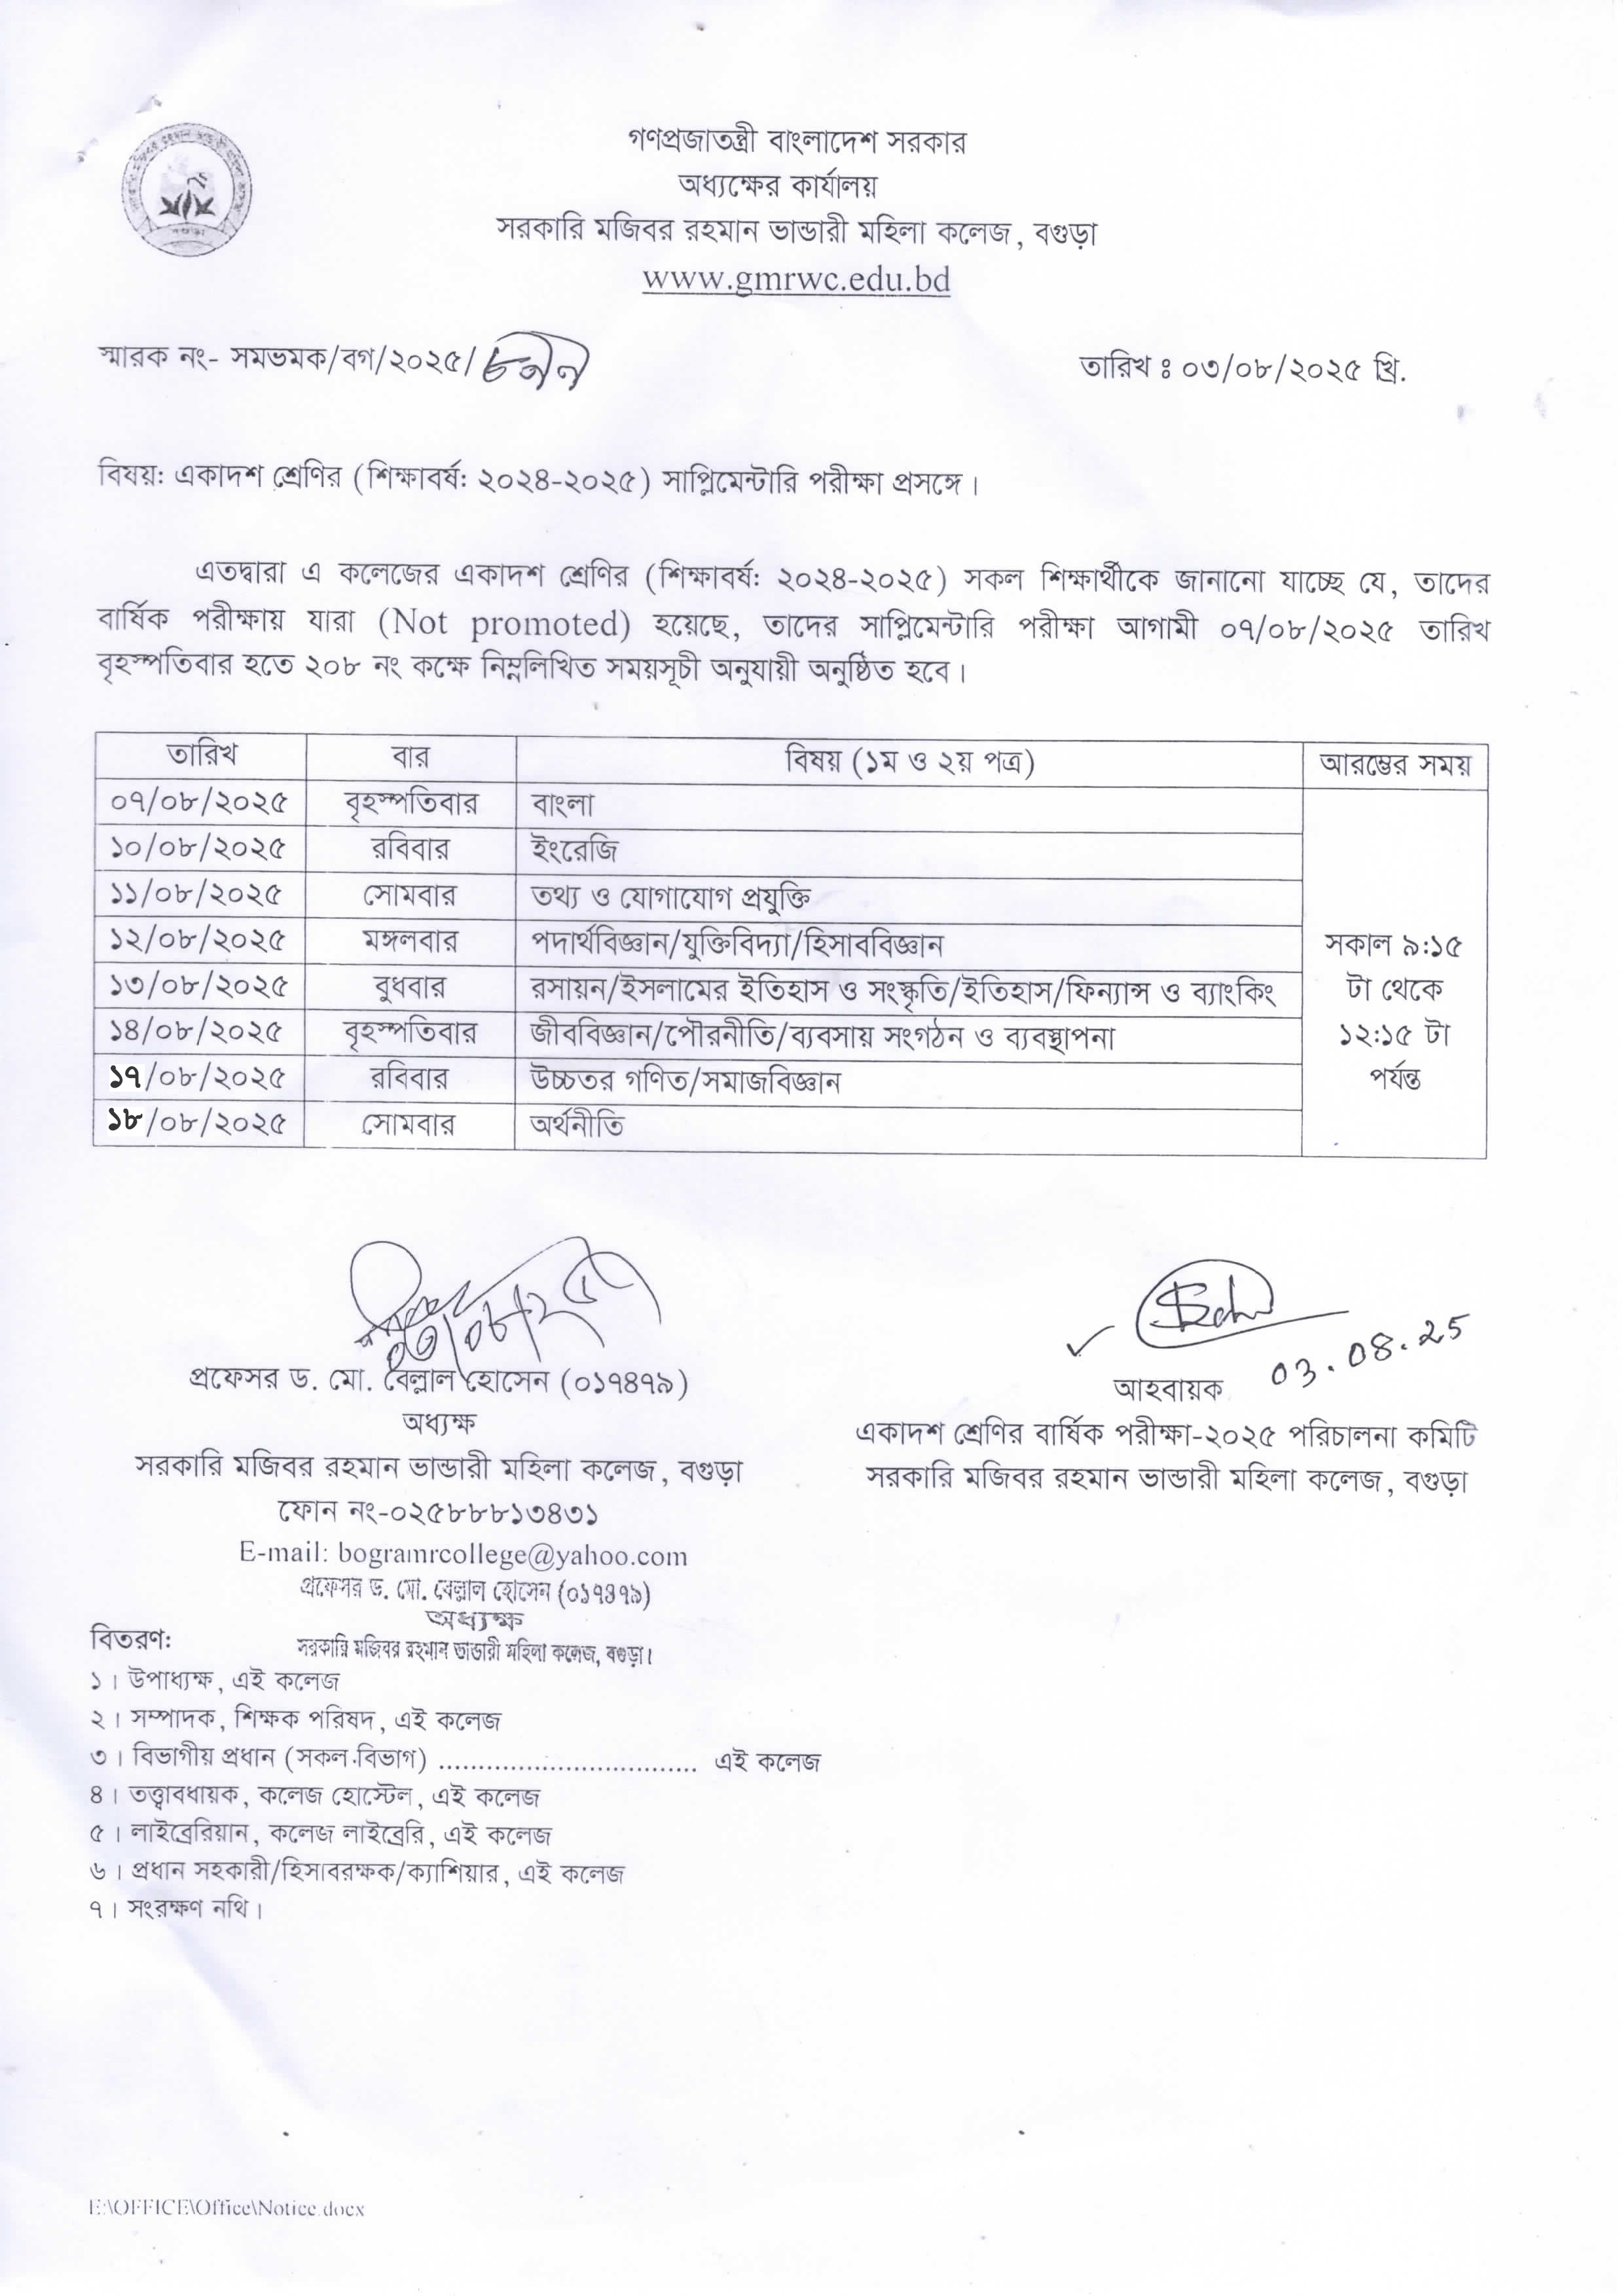 গণপ্রজাতন্ত্রী বাংলাদেশ সরকার
অধ্যক্ষের কার্যালয়
সরকারি মজিবর রহমান ভান্ডারী মহিলা কলেজ, বগুড়া
www.gmrwc.edu.bd
স্মারক নং- সমভমক/বগ/২০২৫/
তারিখ ঃ ০৩/০৮/২০২৫ খ্রি.
বিষয়: একাদশ শ্রেণির (শিক্ষাবর্ষ: ২০২৪-২০২৫) সাপ্লিমেন্টারি পরীক্ষা প্রসঙ্গে।
এতদ্বারা এ কলেজের একাদশ শ্রেণির (শিক্ষাবর্ষ: ২০২৪-২০২৫) সকল শিক্ষার্থীকে জানানো যাচ্ছে যে, তাদের
বার্ষিক পরীক্ষায় যারা (Not promoted) হয়েছে, তাদের সাপ্লিমেন্টারি পরীক্ষা আগামী ০৭/০৮/২০২৫ তারিখ
বৃহস্পতিবার হতে ২০৮ নং কক্ষে নিম্নলিখিত সময়সূচী অনুযায়ী অনুষ্ঠিত হবে।
তারিখ বার বিষয় (১ম ও ২য় পত্র) আরম্ভের সময়
০৭/০৮/২০২৫ বৃহস্পতিবার বাংলা
১০/০৮/২০২৫ রবিবার ইংরেজি
১১/০৮/২০২৫ সোমবার তথ্য ও যোগাযোগ প্রযুক্তি
১২/০৮/২০২৫ মঙ্গলবার পদার্থবিজ্ঞান/যুক্তিবিদ্যা/হিসাববিজ্ঞান
১৩/০৮/২০২৫ বুধবার রসায়ন/ইসলামের ইতিহাস ও সংস্কৃতি/ইতিহাস/ফিন্যান্স ও ব্যাংকিং
১৪/০৮/২০২৫ বৃহস্পতিবার জীববিজ্ঞান/পৌরনীতি/ব্যবসায় সংগঠন ও ব্যবস্থাপনা
১৭/০৮/২০২৫ রবিবার উচ্চতর গণিত/সমাজবিজ্ঞান
১৮/০৮/২০২৫ সোমবার অর্থনীতি
সকাল ৯:১৫
টা থেকে
১২:১৫ টা
পর্যন্ত
০৩/০৮/২৫
প্রফেসর ড. মো. বেল্লাল হোসেন (০১৭৪৭৯)
অধ্যক্ষ
সরকারি মজিবর রহমান ভান্ডারী মহিলা কলেজ, বগুড়া
ফোন নং-০২৫৮৮৮১৩৪৩১
E-mail: bogramrcollege@yahoo.com
প্রফেসর ড. মো. বেল্লাল হোসেন (০১৭৪৭৯)
অধ্যক্ষ
সরকারি মজিবর রহমান ভান্ডারী মহিলা কলেজ, বগুড়া।
03.08.25
আহবায়ক
একাদশ শ্রেণির বার্ষিক পরীক্ষা-২০২৫ পরিচালনা কমিটি
সরকারি মজিবর রহমান ভান্ডারী মহিলা কলেজ, বগুড়া
বিতরণ:
১। উপাধ্যক্ষ, এই কলেজ
২। সম্পাদক, শিক্ষক পরিষদ, এই কলেজ
৩। বিভাগীয় প্রধান (সকল বিভাগ) ................................. এই কলেজ
৪। তত্ত্বাবধায়ক, কলেজ হোস্টেল, এই কলেজ
৫। লাইব্রেরিয়ান, কলেজ লাইব্রেরি, এই কলেজ
৬। প্রধান সহকারী/হিসাবরক্ষক/ক্যাশিয়ার, এই কলেজ
৭। সংরক্ষণ নথি।
E:\OFFICE\Office\Notice.docx